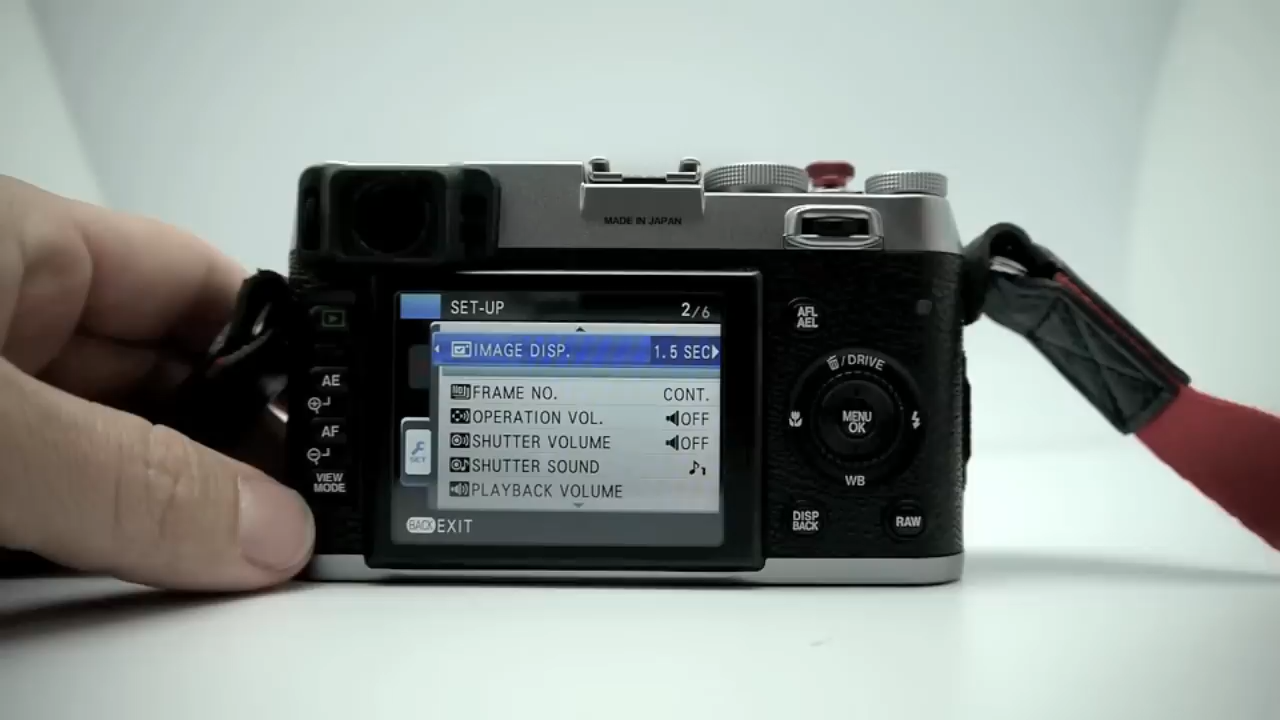 MADE IN JAPAN
SET-UP 2/6
IMAGE DISP. 1.5 SEC
FRAME NO. CONT.
OPERATION VOL. OFF
SHUTTER VOLUME OFF
SHUTTER SOUND
PLAYBACK VOLUME
SET
BACK EXIT
AE
AF
VIEW
MODE
AFL
AEL
/ DRIVE
MENU
OK
WB
DISP
BACK
RAW